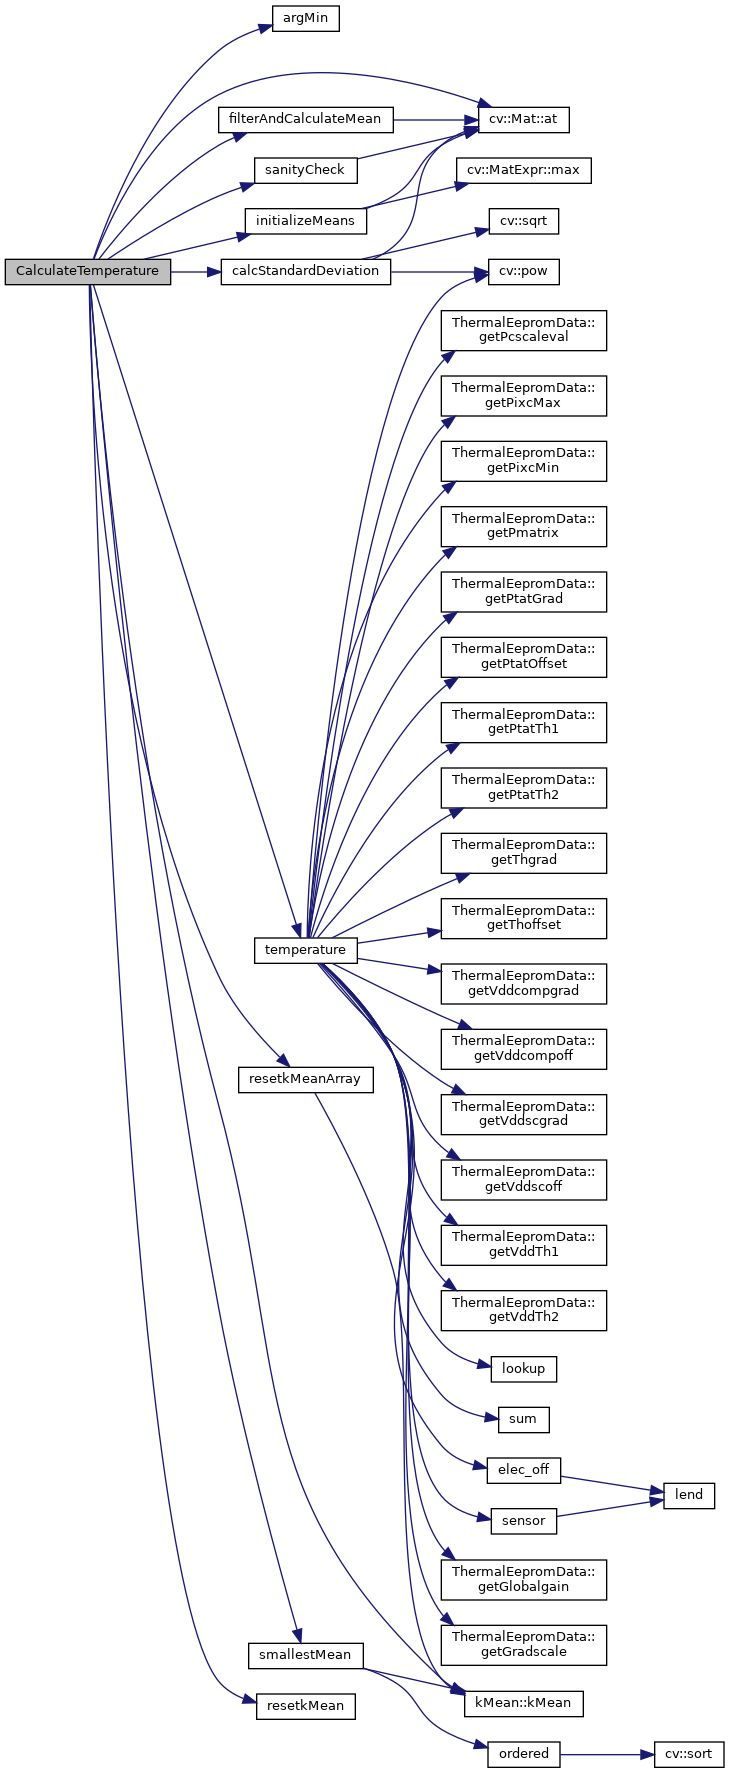 argMin
cv::Mat::at
filterAndCalculateMean
sanityCheck
cv::MatExpr::max
initializeMeans
cv::sqrt
CalculateTemperature
calcStandardDeviation
cv::pow
ThermalEepromData::
getPcscaleval
ThermalEepromData::
getPixcMax
ThermalEepromData::
getPixcMin
ThermalEepromData::
getPmatrix
ThermalEepromData::
getPtatGrad
ThermalEepromData::
getPtatOffset
ThermalEepromData::
getPtatTh1
ThermalEepromData::
getPtatTh2
ThermalEepromData::
getThgrad
ThermalEepromData::
getThoffset
temperature
ThermalEepromData::
getVddcompgrad
ThermalEepromData::
getVddcompoff
resetkMeanArray
ThermalEepromData::
getVddscgrad
ThermalEepromData::
getVddscoff
ThermalEepromData::
getVddTh1
ThermalEepromData::
getVddTh2
lookup
sum
elec_off
lend
sensor
ThermalEepromData::
getGlobalgain
ThermalEepromData::
getGradscale
smallestMean
kMean::kMean
resetkMean
ordered
cv::sort